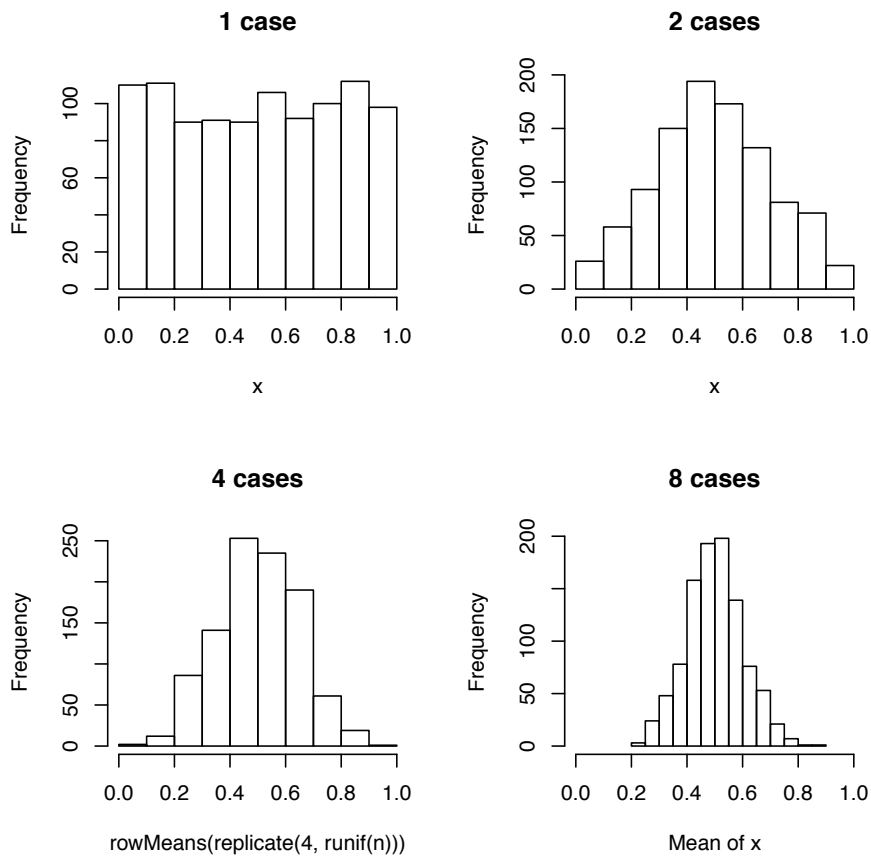 1 case
Frequency
0 20 60 100
0.0 0.2 0.4 0.6 0.8 1.0
x
2 cases
Frequency
0 50 100 150 200
0.0 0.2 0.4 0.6 0.8 1.0
x
4 cases
Frequency
0 50 150 250
0.0 0.2 0.4 0.6 0.8 1.0
rowMeans(replicate(4, runif(n)))
8 cases
Frequency
0 50 100 200
0.0 0.2 0.4 0.6 0.8 1.0
Mean of x